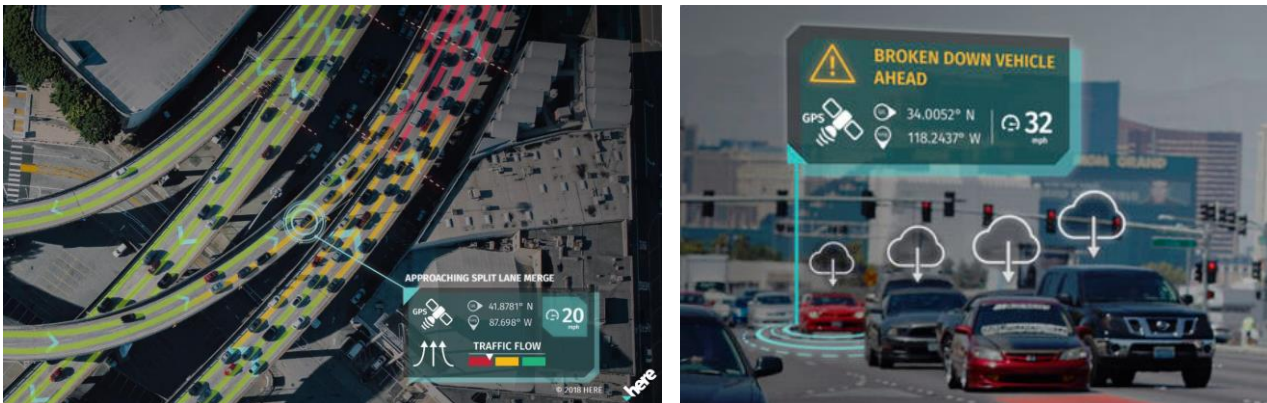 APPROACHING SPLIT LANE MERGE
GPS
41.8781° N
87.698° W
20
mph
TRAFFIC FLOW
© 2018 HERE
here
BROKEN DOWN VEHICLE
AHEAD
GPS
34.0052° N
118.2437° W
32
mph